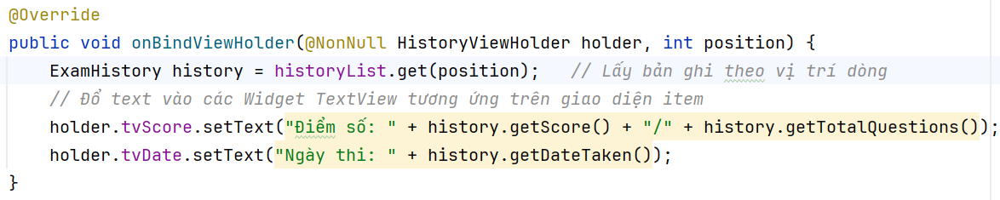 @Override
public void onBindViewHolder(@NonNull HistoryViewHolder holder, int position) {
    ExamHistory history = historyList.get(position);   // Lấy bản ghi theo vị trí dòng
    // Đổ text vào các Widget TextView tương ứng trên giao diện item
    holder.tvScore.setText("Điểm số: " + history.getScore() + "/" + history.getTotalQuestions());
    holder.tvDate.setText("Ngày thi: " + history.getDateTaken());
}